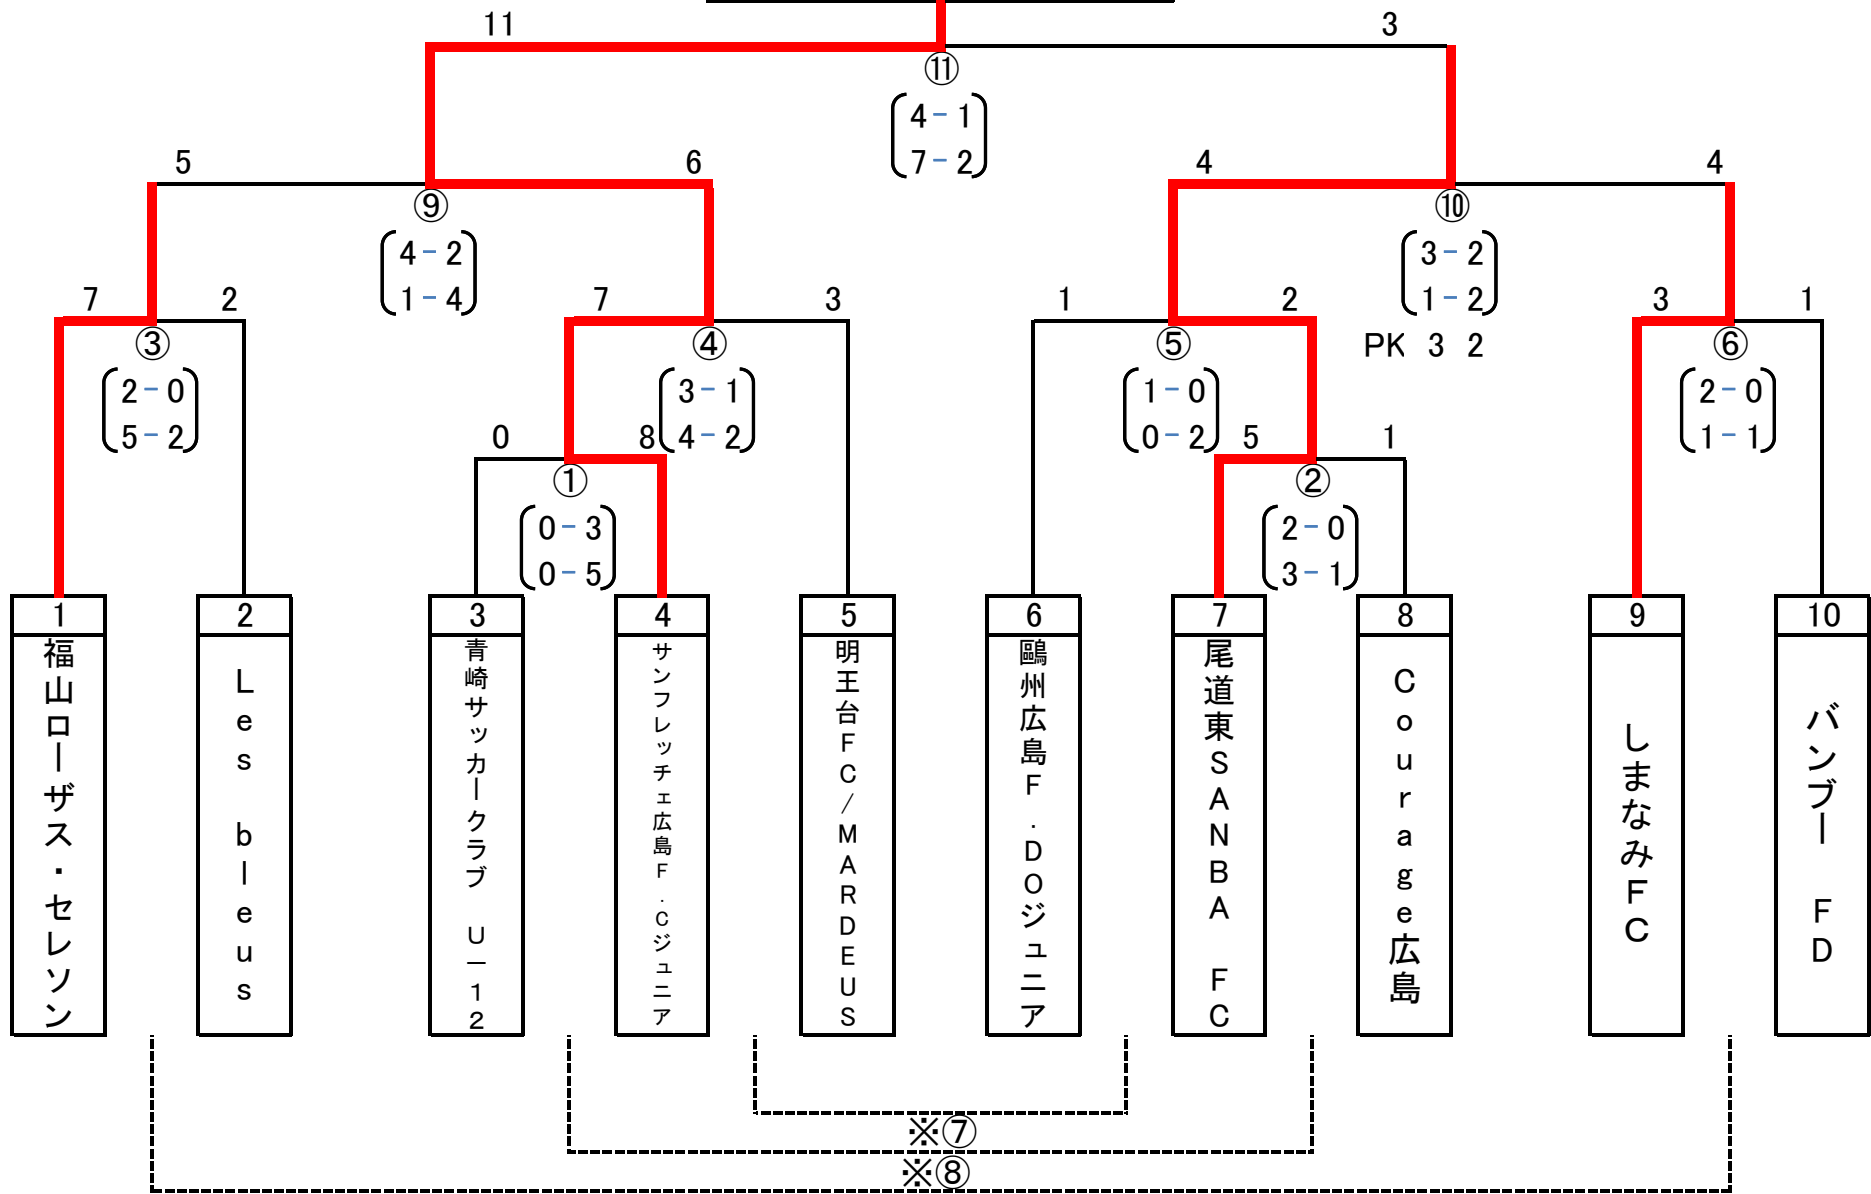 11 3
⑪
4-1
7-2
5 6 4 4
⑨ ⑩
4-2 3-2
1-4 1-2
PK 3 2
7 2 7 3 1 2 3 1
③ ④ ⑤ ⑥
2-0 3-1 1-0 2-0
5-2 4-2 0-2 1-1
0 8 5 1
① ②
0-3 2-0
0-5 3-1
1 2 3 4 5 6 7 8 9 10
福山ローザス・セレソン
Les bleus
青崎サッカークラブ U-12
サンフレッチェ広島F.Cジュニア
明王台FC/MARDEUS
鷗州広島F.DOジュニア
尾道東SANBA FC
Courage広島
しまなみFC
バンブー FD
※⑦
※⑧